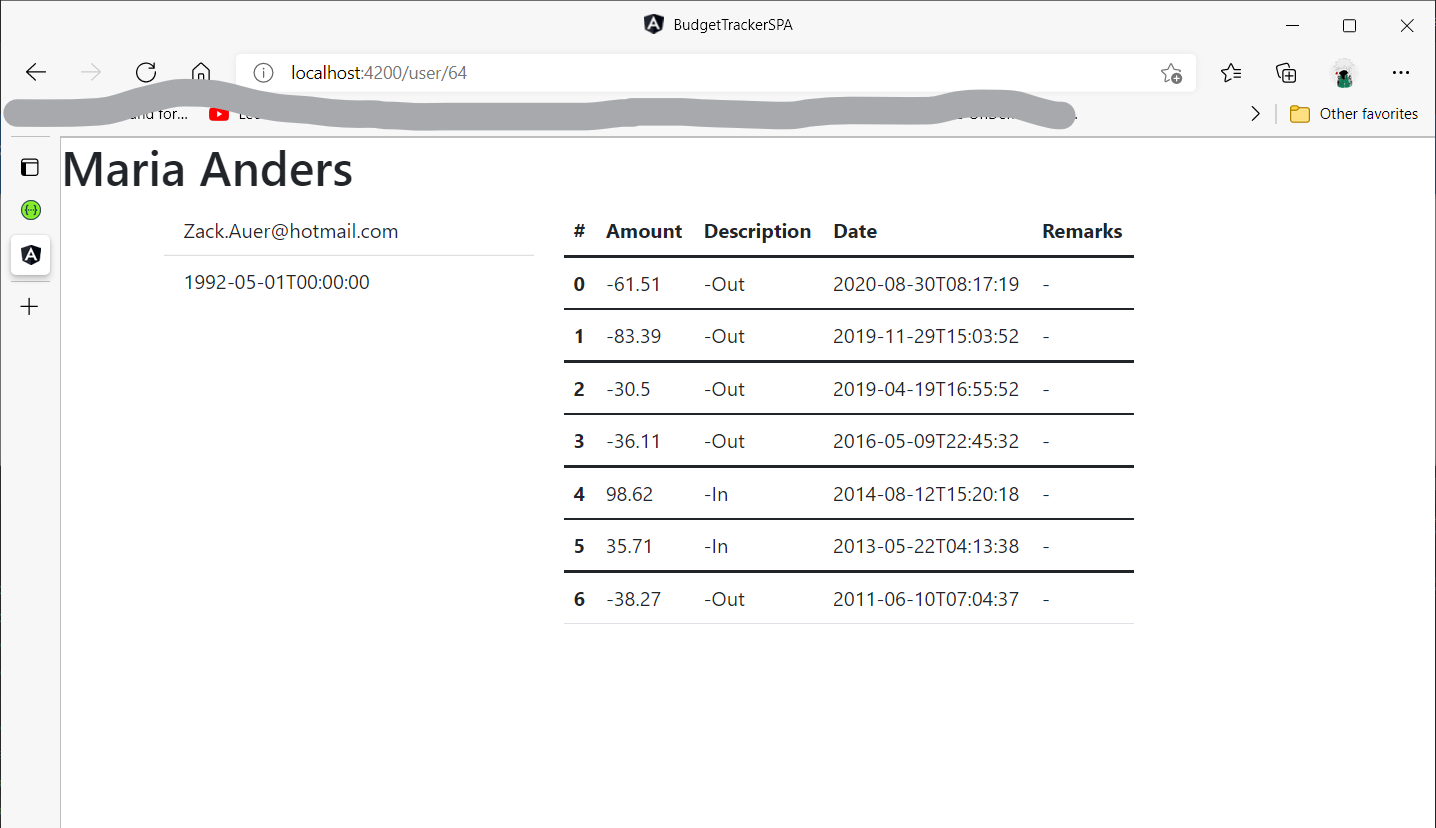 BudgetTrackerSPA
localhost:4200/user/64
Other favorites
Maria Anders
Zack.Auer@hotmail.com
1992-05-01T00:00:00
# Amount Description Date Remarks
0 -61.51 -Out 2020-08-30T08:17:19 -
1 -83.39 -Out 2019-11-29T15:03:52 -
2 -30.5 -Out 2019-04-19T16:55:52 -
3 -36.11 -Out 2016-05-09T22:45:32 -
4 98.62 -In 2014-08-12T15:20:18 -
5 35.71 -In 2013-05-22T04:13:38 -
6 -38.27 -Out 2011-06-10T07:04:37 -